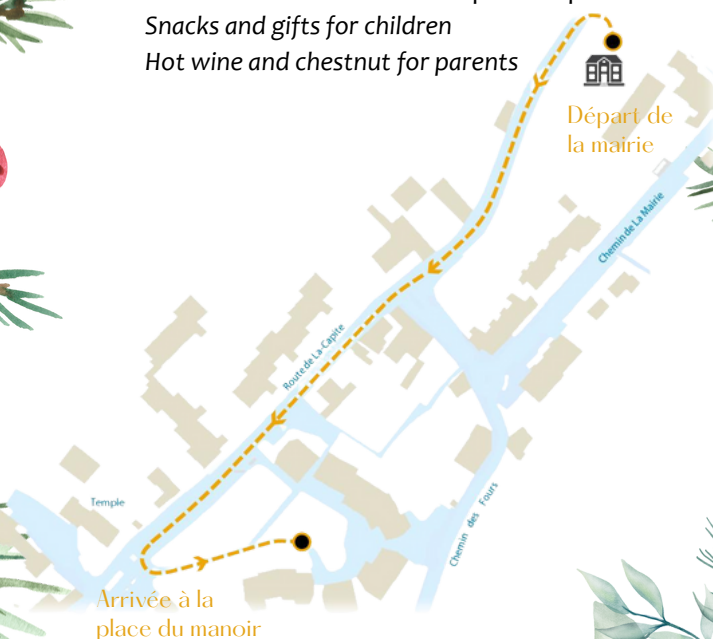 Snacks and gifts for children
Hot wine and chestnut for parents
Départ de
la mairie
Chemin de La Mairie
Route de La-Capite
Temple
Chemin des Fours
Arrivée à la
place du manoir